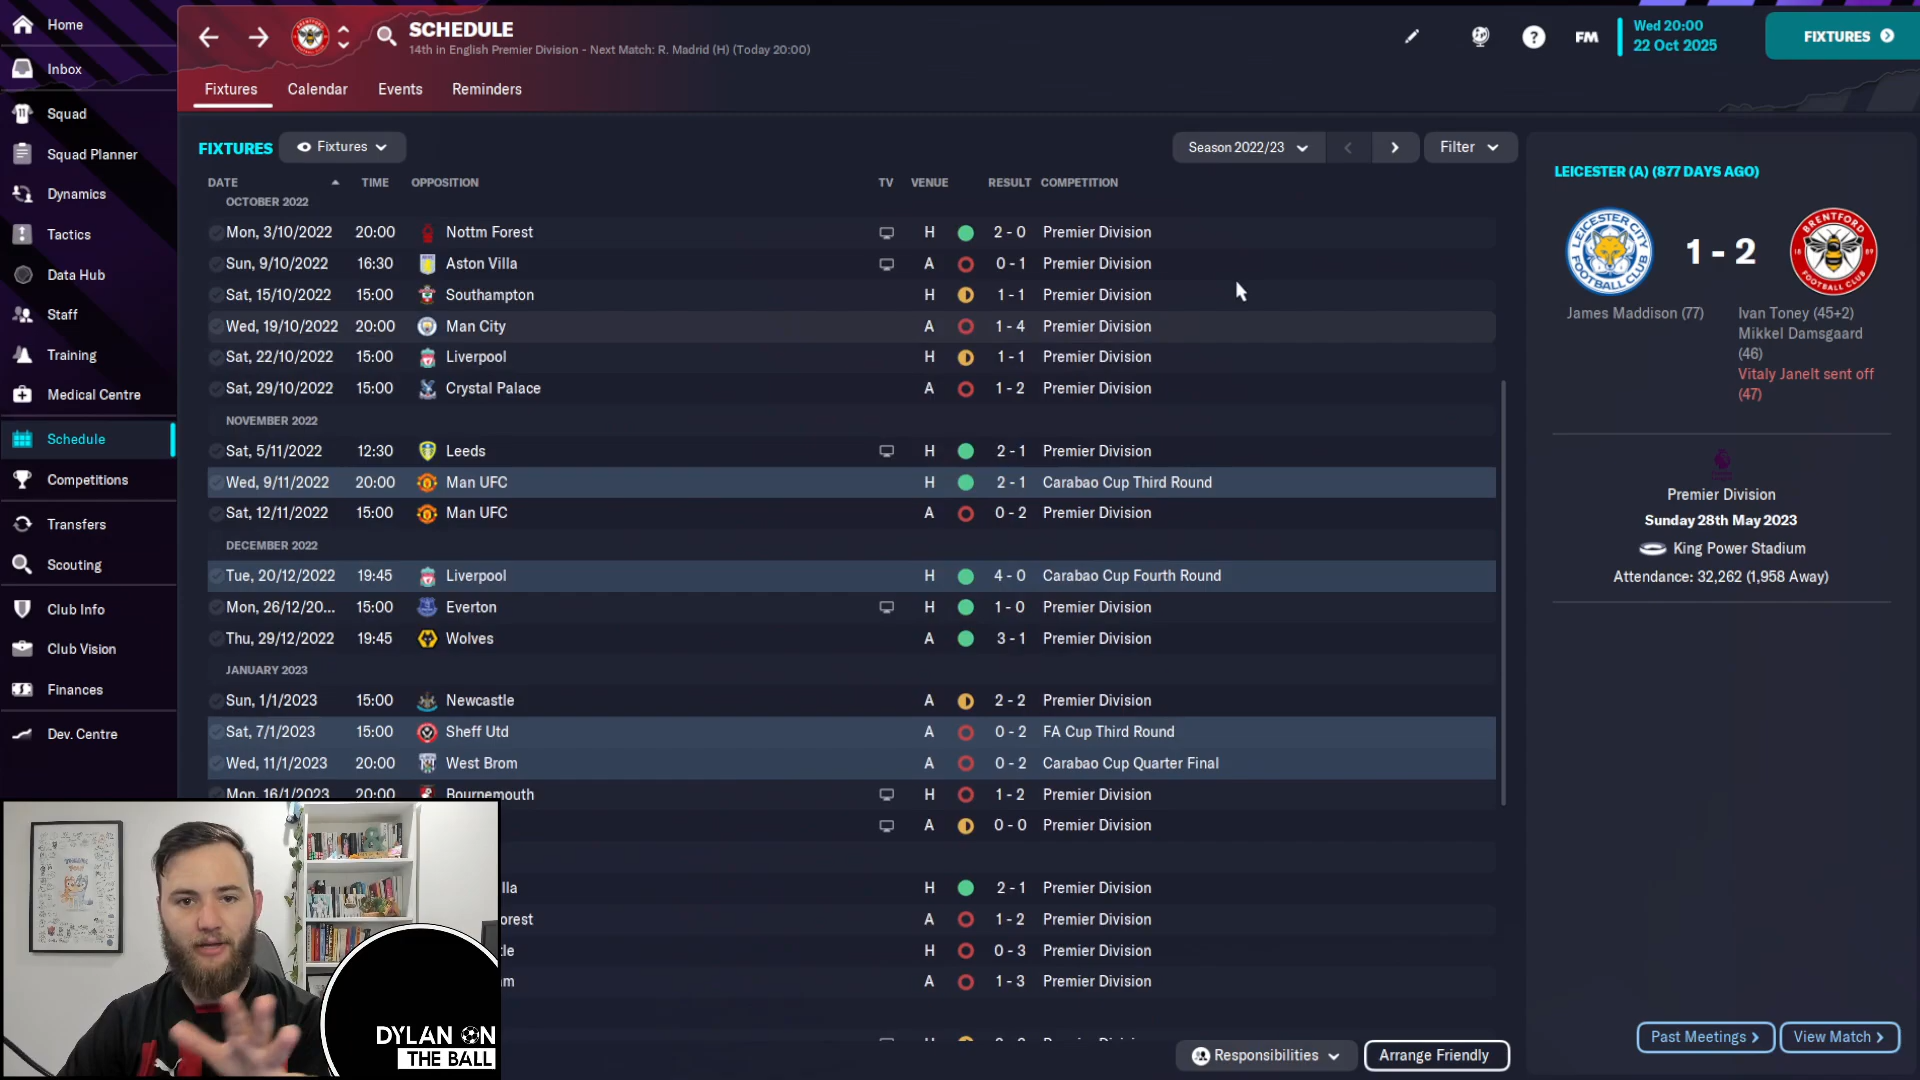 Home
Inbox
Squad
Squad Planner
Dynamics
Tactics
Data Hub
Staff
Training
Medical Centre
Schedule
Competitions
Transfers
Scouting
Club Info
Club Vision
Finances
Dev. Centre
SCHEDULE
14th in English Premier Division - Next Match: R. Madrid (H) (Today 20:00)
FM
Wed 20:00
22 Oct 2025
FIXTURES
Fixtures Calendar Events Reminders
FIXTURES Fixtures Season 2022/23 Filter
DATE TIME OPPOSITION TV VENUE RESULT COMPETITION
OCTOBER 2022
Mon, 3/10/2022 20:00 Nottm Forest H 2 - 0 Premier Division
Sun, 9/10/2022 16:30 Aston Villa A 0 - 1 Premier Division
Sat, 15/10/2022 15:00 Southampton H 1 - 1 Premier Division
Wed, 19/10/2022 20:00 Man City A 1 - 4 Premier Division
Sat, 22/10/2022 15:00 Liverpool H 1 - 1 Premier Division
Sat, 29/10/2022 15:00 Crystal Palace A 1 - 2 Premier Division
NOVEMBER 2022
Sat, 5/11/2022 12:30 Leeds H 2 - 1 Premier Division
Wed, 9/11/2022 20:00 Man UFC H 2 - 1 Carabao Cup Third Round
Sat, 12/11/2022 15:00 Man UFC A 0 - 2 Premier Division
DECEMBER 2022
Tue, 20/12/2022 19:45 Liverpool H 4 - 0 Carabao Cup Fourth Round
Mon, 26/12/20... 15:00 Everton H 1 - 0 Premier Division
Thu, 29/12/2022 19:45 Wolves A 3 - 1 Premier Division
JANUARY 2023
Sun, 1/1/2023 15:00 Newcastle A 2 - 2 Premier Division
Sat, 7/1/2023 15:00 Sheff Utd A 0 - 2 FA Cup Third Round
Wed, 11/1/2023 20:00 West Brom A 0 - 2 Carabao Cup Quarter Final
Mon, 16/1/2023 20:00 Bournemouth H 1 - 2 Premier Division
A 0 - 0 Premier Division
lla H 2 - 1 Premier Division
orest A 1 - 2 Premier Division
le H 0 - 3 Premier Division
m A 1 - 3 Premier Division
Responsibilities
Arrange Friendly
LEICESTER (A) (877 DAYS AGO)
LEICESTER CITY
FOOTBALL CLUB
1 - 2
BRENTFORD
18 89
FOOTBALL CLUB
James Maddison (77)
Ivan Toney (45+2)
Mikkel Damsgaard
(46)
Vitaly Janelt sent off
(47)
Premier Division
Sunday 28th May 2023
King Power Stadium
Attendance: 32,262 (1,958 Away)
Past Meetings
View Match
DYLAN ON
THE BALL